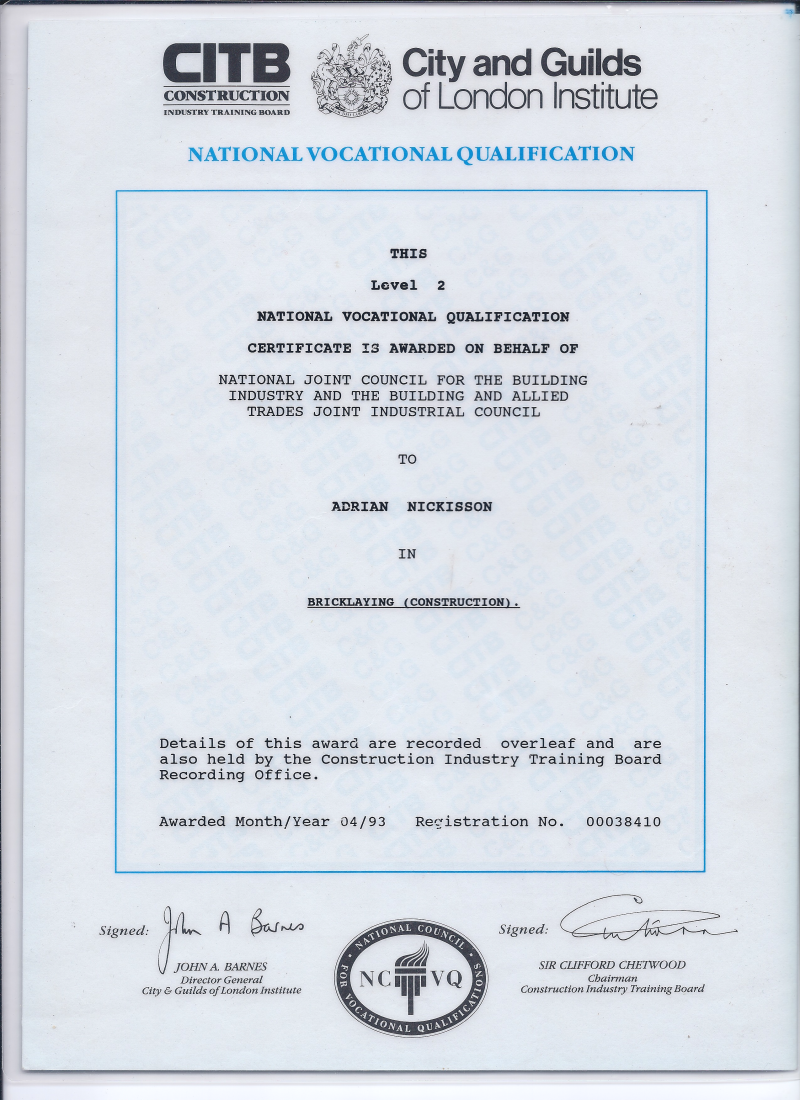 CITB
CONSTRUCTION
INDUSTRY TRAINING BOARD
City and Guilds
of London Institute
NATIONAL VOCATIONAL QUALIFICATION
THIS
Level 2
NATIONAL VOCATIONAL QUALIFICATION
CERTIFICATE IS AWARDED ON BEHALF OF
NATIONAL JOINT COUNCIL FOR THE BUILDING
INDUSTRY AND THE BUILDING AND ALLIED
TRADES JOINT INDUSTRIAL COUNCIL
TO
ADRIAN NICKISSON
IN
BRICKLAYING (CONSTRUCTION).
Details of this award are recorded overleaf and are
also held by the Construction Industry Training Board
Recording Office.
Awarded Month/Year 04/93 Registration No. 00038410
Signed: John A Barnes
JOHN A. BARNES
Director General
City & Guilds of London Institute
NATIONAL COUNCIL
FOR VOCATIONAL QUALIFICATIONS
NC VQ
Signed:
SIR CLIFFORD CHETWOOD
Chairman
Construction Industry Training Board